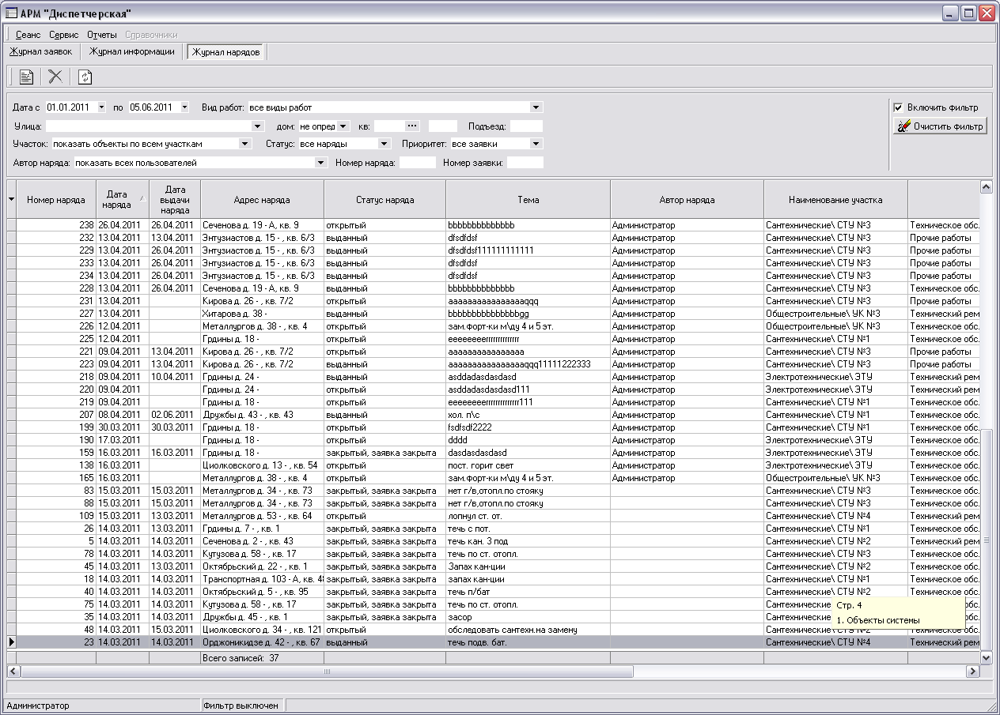 АРМ "Диспетчерская"
Сеанс Сервис Отчеты Справочники
Журнал заявок Журнал информации Журнал нарядов
Дата с 01.01.2011 по 05.06.2011 Вид работ: все виды работ Включить фильтр
Улица: дом: не опред кв: ... Подъезд: Очистить фильтр
Участок: показать объекты по всем участкам Статус: все наряды Приоритет: все заявки
Автор наряда: показать всех пользователей Номер наряда: Номер заявки:
Номер наряда Дата наряда Дата выдачи наряда Адрес наряда Статус наряда Тема Автор наряда Наименование участка
238 26.04.2011 26.04.2011 Сеченова д. 19 - А, кв. 9 открытый bbbbbbbbbbbbbb Администратор Сантехнические\ СТУ №3 Техническое обс.
232 13.04.2011 13.04.2011 Энтузиастов д. 15 - , кв. 6/3 выданный dfsdfdsf Администратор Сантехнические\ СТУ №3 Прочие работы
229 13.04.2011 26.04.2011 Энтузиастов д. 15 - , кв. 6/3 выданный dfsdfdsf111111111111 Администратор Сантехнические\ СТУ №3 Прочие работы
233 13.04.2011 26.04.2011 Энтузиастов д. 15 - , кв. 6/3 выданный dfsdfdsf Администратор Сантехнические\ СТУ №3 Прочие работы
234 13.04.2011 26.04.2011 Энтузиастов д. 15 - , кв. 6/3 выданный dfsdfdsf Администратор Сантехнические\ СТУ №3 Прочие работы
228 13.04.2011 26.04.2011 Сеченова д. 19 - А, кв. 9 выданный bbbbbbbbbbbbbb Администратор Сантехнические\ СТУ №3 Техническое обс.
231 13.04.2011 Кирова д. 26 - , кв. 7/2 открытый aaaaaaaaaaaaaaaaqqq Администратор Сантехнические\ СТУ №3 Прочие работы
227 13.04.2011 Хитарова д. 38 - выданный bbbbbbbbbbbbbbbgg Администратор Общестроительные\ УК №3 Технический рем
226 12.04.2011 Металлургов д. 38 - , кв. 4 открытый зам.форт-ки м\ду 4 и 5 эт. Администратор Общестроительные\ УК №3 Техническое обс.
225 12.04.2011 Грдины д. 18 - открытый eeeeeeeerrrrrrrrrrrrrr Администратор Сантехнические\ СТУ №1 Техническое обс.
221 09.04.2011 13.04.2011 Кирова д. 26 - , кв. 7/2 открытый aaaaaaaaaaaaaaaa Администратор Сантехнические\ СТУ №3 Прочие работы
223 09.04.2011 13.04.2011 Кирова д. 26 - , кв. 7/2 выданный aaaaaaaaaaaaaaaaqqq11111222333 Администратор Сантехнические\ СТУ №3 Прочие работы
218 09.04.2011 10.04.2011 Грдины д. 24 - выданный asddadasdasdasd Администратор Электротехнические\ ЭТУ Технический рем
220 09.04.2011 Грдины д. 24 - открытый asddadasdasdasd111 Администратор Электротехнические\ ЭТУ Технический рем
219 09.04.2011 Грдины д. 18 - открытый eeeeeeeerrrrrrrrrrrrrr111 Администратор Сантехнические\ СТУ №1 Техническое обс.
207 08.04.2011 02.06.2011 Дружбы д. 43 - , кв. 43 выданный хол. п\с Администратор Сантехнические\ СТУ №1 Техническое обс.
199 30.03.2011 30.03.2011 Грдины д. 18 - открытый fsdfsdf2222 Администратор Сантехнические\ СТУ №1 Техническое обс.
190 17.03.2011 Грдины д. 18 - открытый dddd Администратор Электротехнические\ ЭТУ Техническое обс.
159 16.03.2011 16.03.2011 Грдины д. 18 - закрытый, заявка закрыта dasdasdasdasd Администратор Электротехнические\ ЭТУ Техническое обс.
138 16.03.2011 Циолковского д. 13 - , кв. 54 открытый пост. горит свет Администратор Электротехнические\ ЭТУ Техническое обс.
165 16.03.2011 Металлургов д. 38 - , кв. 4 открытый зам.форт-ки м\ду 4 и 5 эт. Администратор Общестроительные\ УК №3 Техническое обс.
83 15.03.2011 15.03.2011 Металлургов д. 34 - , кв. 73 закрытый, заявка закрыта нет г/в,отопл.по стояку Сантехнические\ СТУ №3 Техническое обс.
88 15.03.2011 15.03.2011 Металлургов д. 34 - , кв. 73 закрытый, заявка закрыта нет г/в,отопл.по стояку Сантехнические\ СТУ №3 Техническое обс.
109 15.03.2011 13.03.2011 Металлургов д. 53 - , кв. 64 открытый лопнул ст. от. Сантехнические\ СТУ №4 Технический рем
26 14.03.2011 13.03.2011 Грдины д. 7 - , кв. 1 закрытый, заявка закрыта течь с пот. Сантехнические\ СТУ №1 Техническое обс.
5 14.03.2011 14.03.2011 Сеченова д. 2 - , кв. 43 закрытый, заявка закрыта течь кан. 3 под Сантехнические\ СТУ №2 Технический рем
78 14.03.2011 14.03.2011 Кутузова д. 58 - , кв. 17 закрытый, заявка закрыта течь по ст. отопл. Сантехнические\ СТУ №3 Техническое обс.
45 14.03.2011 13.03.2011 Октябрьский д. 22 - , кв. 1 закрытый, заявка закрыта Запах кан-ции Сантехнические\ СТУ №2 Техническое обс.
18 14.03.2011 14.03.2011 Транспортная д. 103 - А, кв. 4 закрытый, заявка закрыта запах кан-ции Сантехнические\ СТУ №1 Техническое обс.
40 14.03.2011 14.03.2011 Октябрьский д. 5 - , кв. 95 закрытый, заявка закрыта течь п/бат Сантехнические\ СТУ №2 Техническое обс.
75 14.03.2011 14.03.2011 Кутузова д. 58 - , кв. 17 закрытый, заявка закрыта течь по ст. отопл. Сантехнические Стр. 4 обс.
35 14.03.2011 14.03.2011 Дружбы д. 45 - , кв. 1 закрытый, заявка закрыта засор Сантехнические 1. Объекты системы обс.
48 14.03.2011 15.03.2011 Циолковского д. 34 - , кв. 121 открытый обследовать сантехн.на замену Сантехнические\ СТУ №2 Техническое обс.
23 14.03.2011 14.03.2011 Орджоникидзе д. 42 - , кв. 67 выданный течь подв. бат. Сантехнические\ СТУ №4 Технический рем
Всего записей: 37
Администратор Фильтр выключен